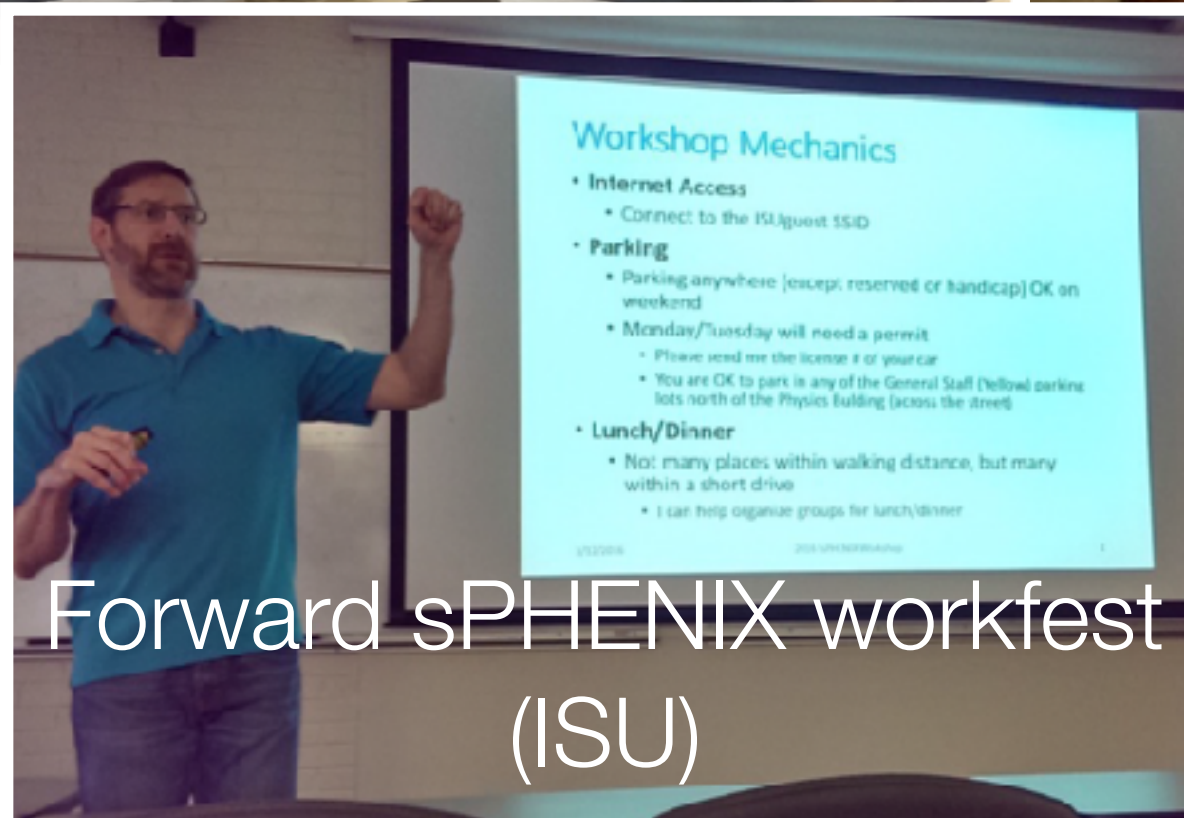 Workshop Mechanics
• Internet Access
• Connect to the ISUguest SSID
• Parking
• Parking anywhere (except reserved or handicap) OK on
weekend
• Monday/Tuesday will need a permit
• Please send me the license # of your car
• You are OK to park in any of the General Staff (Yellow) parking
lots north of the Physics Building (across the street)
• Lunch/Dinner
• Not many places within walking distance, but many
within a short drive
• I can help organize groups for lunch/dinner
Forward sPHENIX workfest
(ISU)